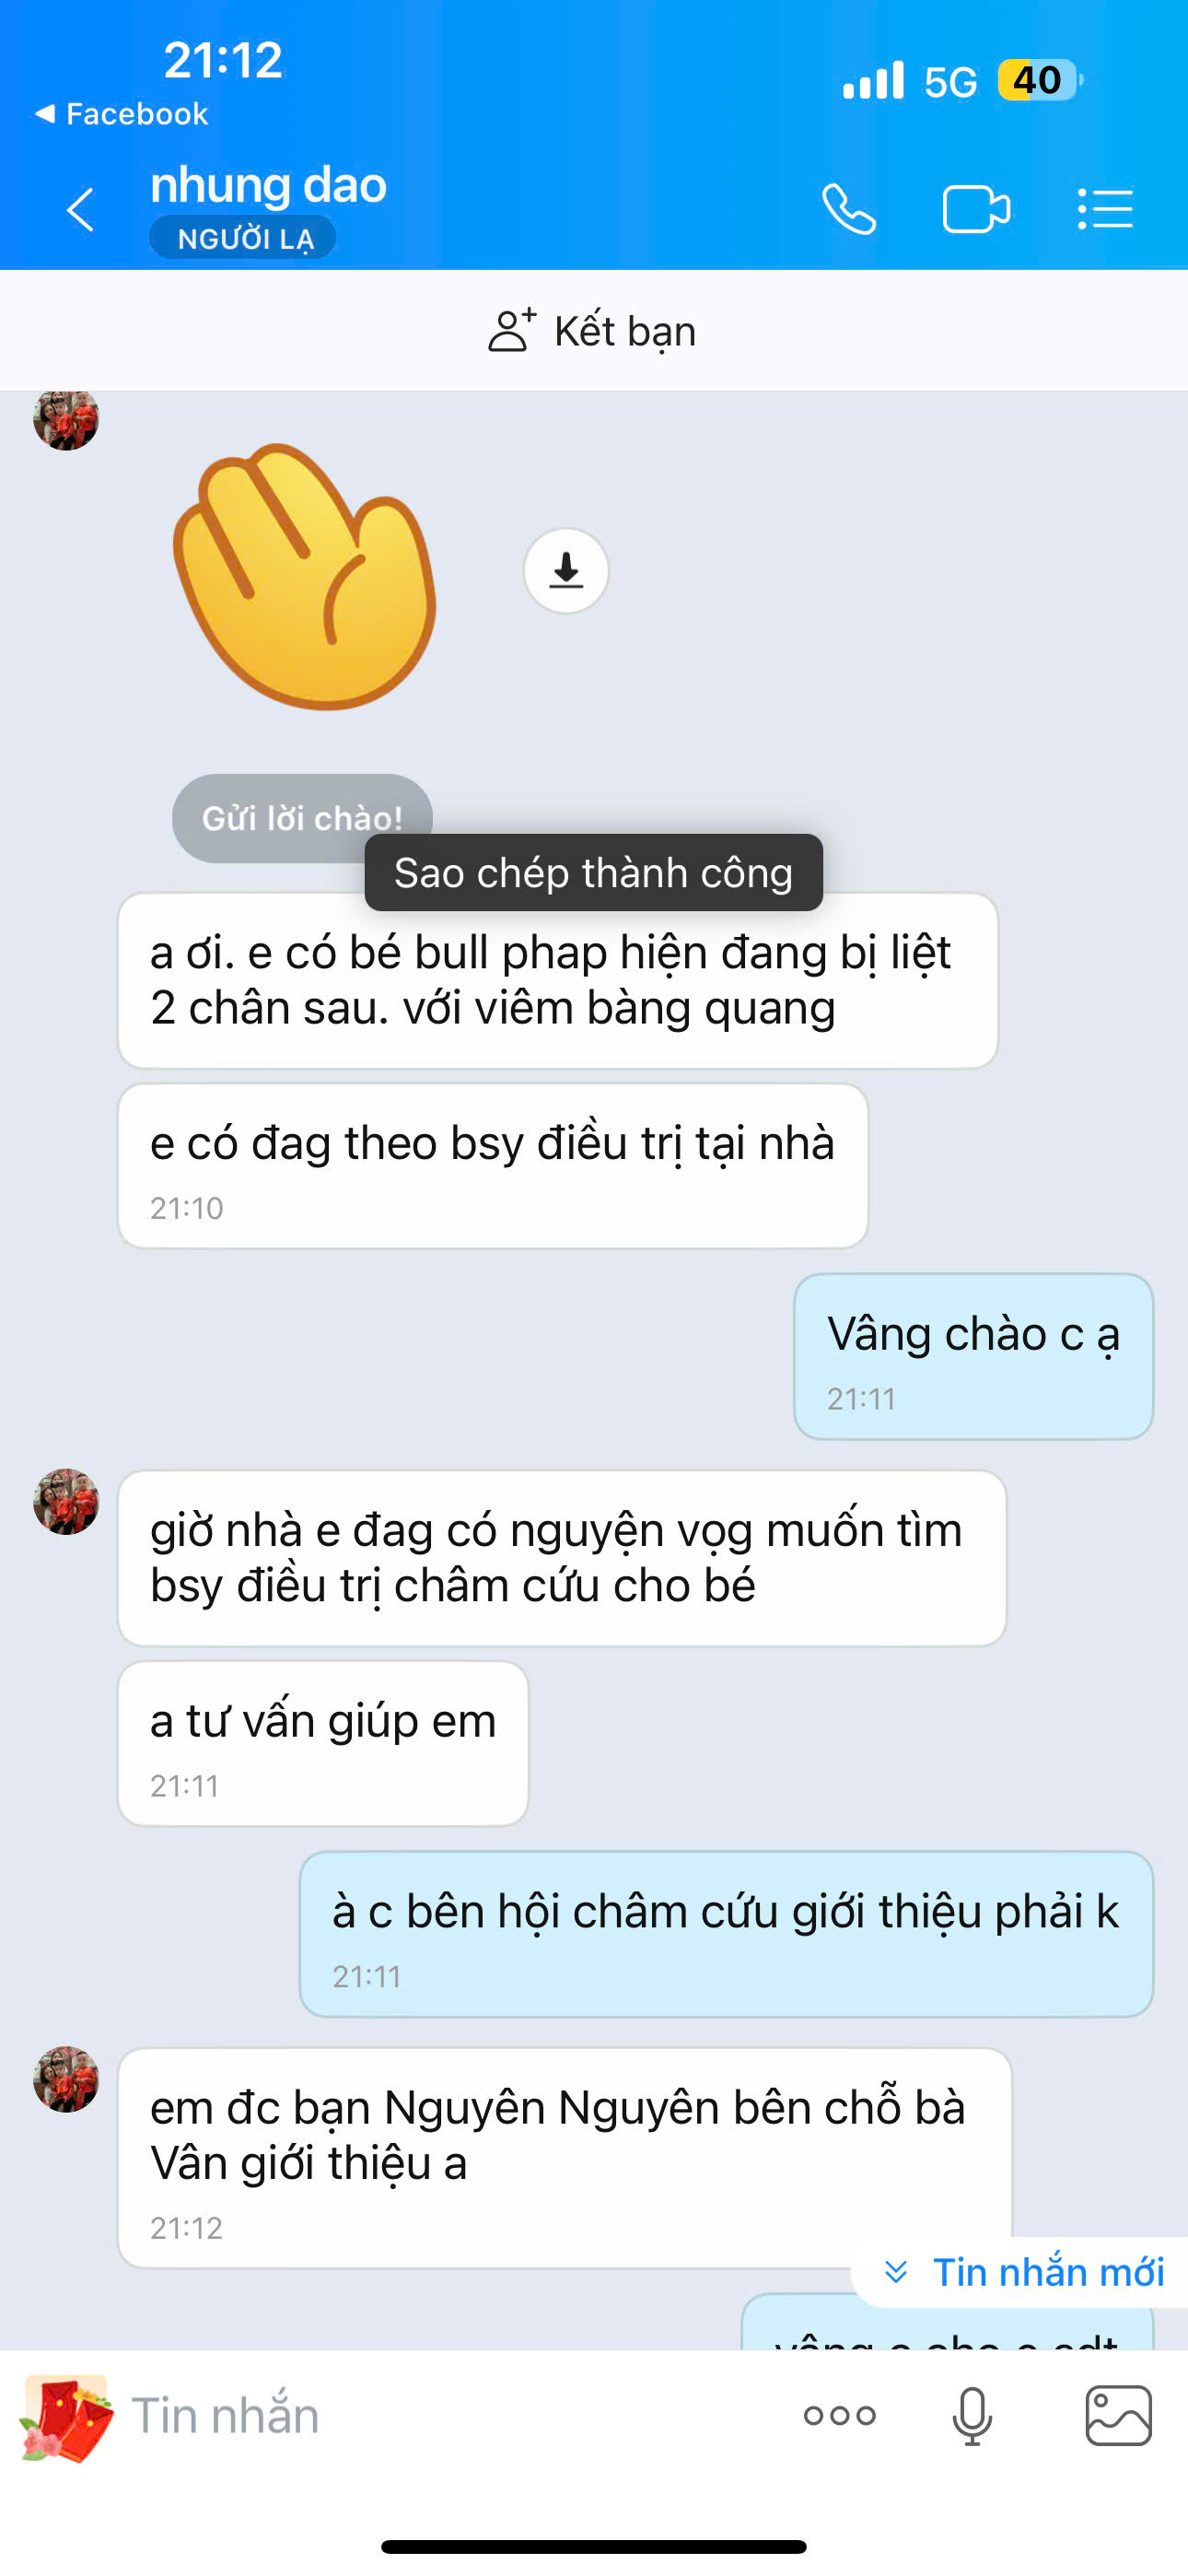 21:12
5G 40
◀ Facebook
nhung dao
NGƯỜI LẠ
Kết bạn
Gửi lời chào!
Sao chép thành công
a ơi. e có bé bull phap hiện đang bị liệt
2 chân sau. với viêm bàng quang
e có đag theo bsy điều trị tại nhà
21:10
Vâng chào c ạ
21:11
giờ nhà e đag có nguyện vọg muốn tìm
bsy điều trị châm cứu cho bé
a tư vấn giúp em
21:11
à c bên hội châm cứu giới thiệu phải k
21:11
em đc bạn Nguyên Nguyên bên chỗ bà
Vân giới thiệu a
21:12
Tin nhắn mới
Tin nhắn